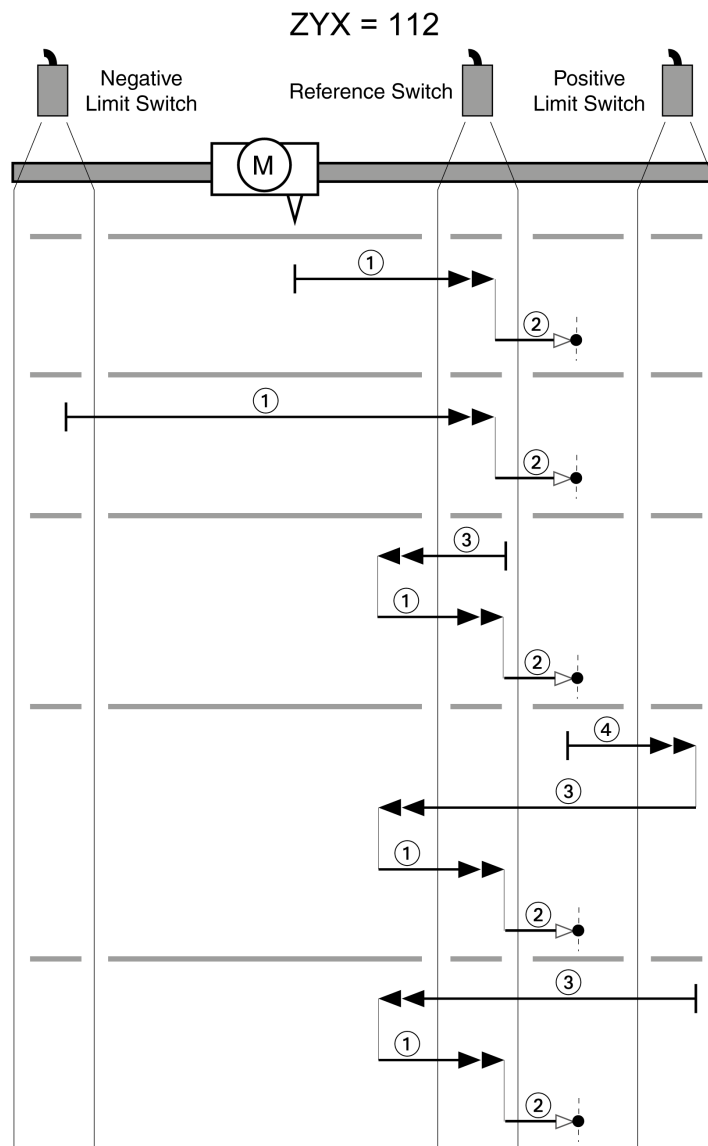 ZYX = 112
Negative
Limit Switch
Reference Switch
Positive
Limit Switch
M
①
②
①
②
③
①
②
④
③
①
②
③
①
②